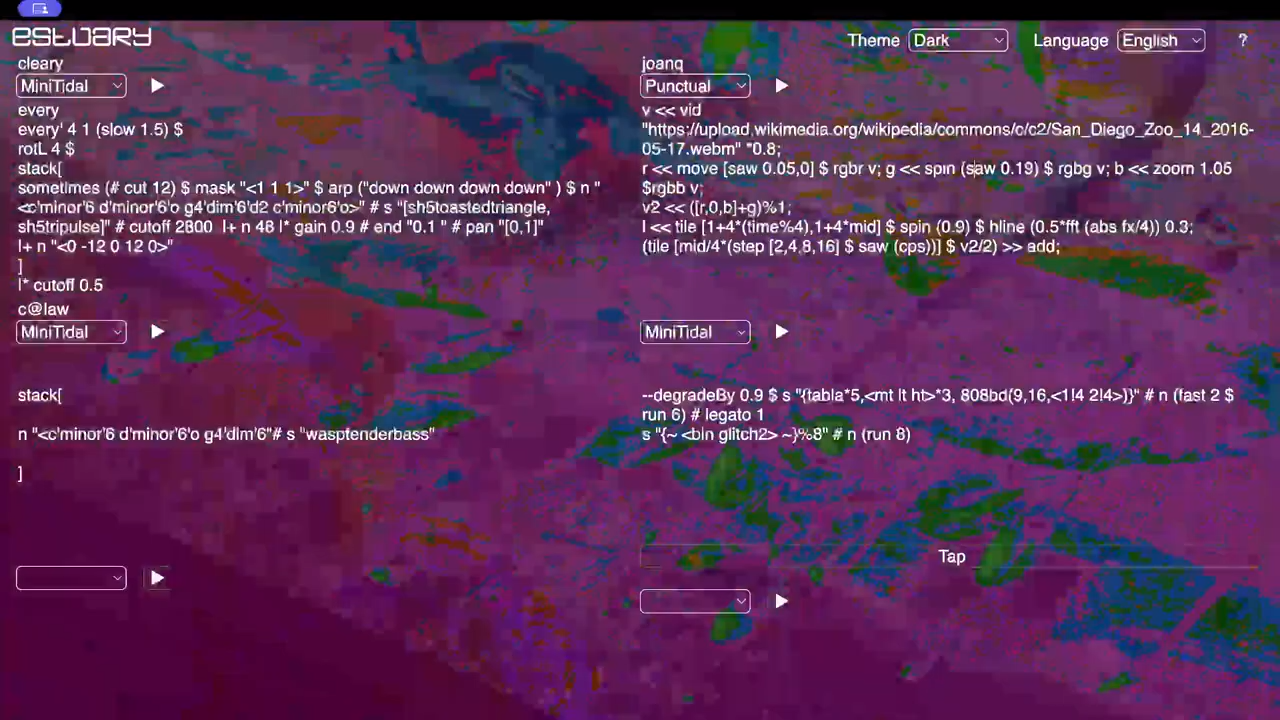 estuary
Theme Dark Language English ?
cleary
MiniTidal
every
every' 4 1 (slow 1.5) $
rotL 4 $
stack[
sometimes (# cut 12) $ mask "<1 1 1>" $ arp ("down down down down" ) $ n "
<c'minor'6 d'minor'6'o g4'dim'6'd2 c'minor6'o>" # s "[sh5toastedtriangle,
sh5tripulse]" # cutoff 2800 |+ n 48 |* gain 0.9 # end "0.1 " # pan "[0,1]"
|+ n "<0 -12 0 12 0>"
]
|* cutoff 0.5
joanq
Punctual
v << vid
"https://upload.wikimedia.org/wikipedia/commons/c/c2/San_Diego_Zoo_14_2016-
05-17.webm" *0.8;
r << move [saw 0.05,0] $ rgbr v; g << spin (saw 0.19) $ rgbg v; b << zoom 1.05
$rgbb v;
v2 << ([r,0,b]+g)%1;
l << tile [1+4*(time%4),1+4*mid] $ spin (0.9) $ hline (0.5*fft (abs fx/4)) 0.3;
(tile [mid/4*(step [2,4,8,16] $ saw (cps))] $ v2/2) >> add;
c@law
MiniTidal
stack[
n "<c'minor'6 d'minor'6'o g4'dim'6"# s "wasptenderbass"
]
MiniTidal
--degradeBy 0.9 $ s "{tabla*5,<mt lt ht>*3, 808bd(9,16,<1!4 2!4>)}" # n (fast 2 $
run 6) # legato 1
s "{~ <bin glitch2> ~}%8" # n (run 8)
Tap